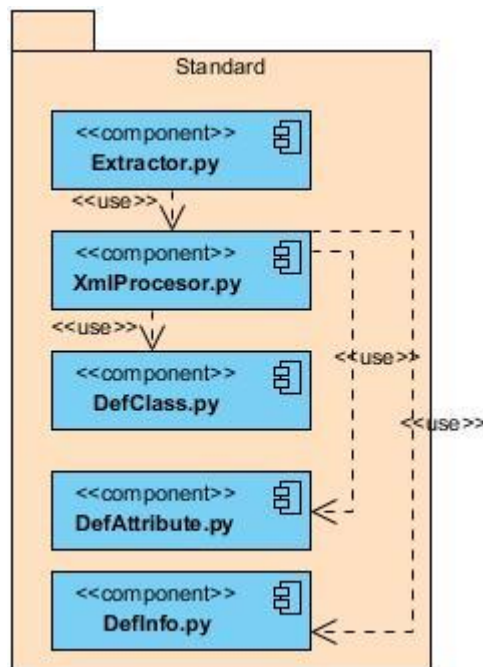 Standard
<<component>>
Extractor.py
<<use>>
<<component>>
XmlProcesor.py
<<use>>
<<component>>
DefClass.py
<<use>>
<<use>>
<<component>>
DefAttribute.py
<<component>>
DefInfo.py